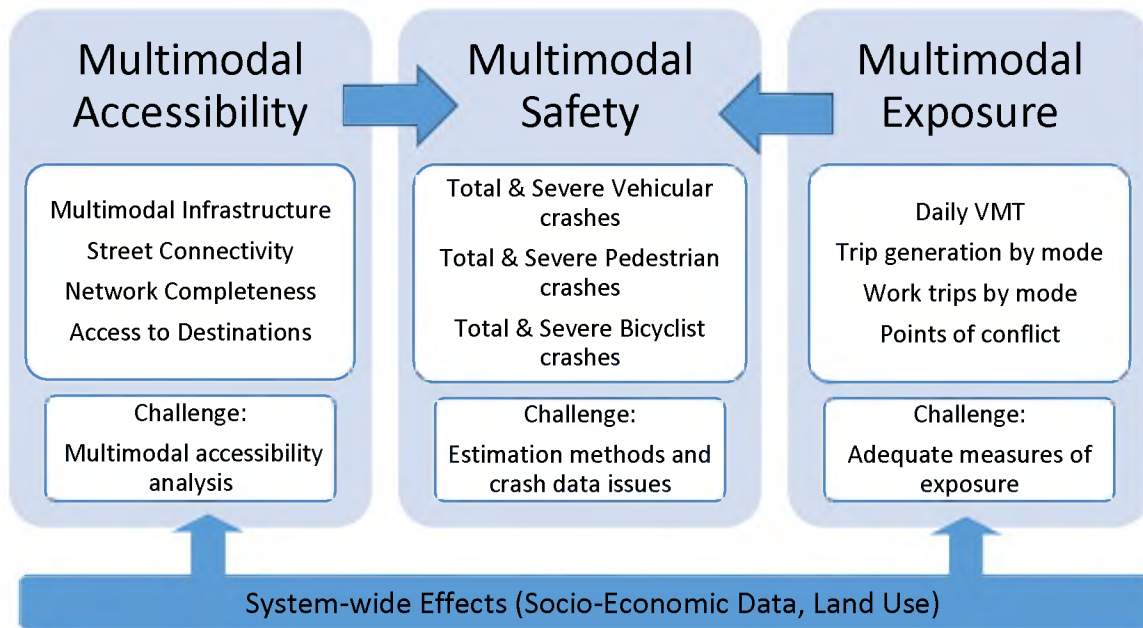 Multimodal
Accessibility
Multimodal Infrastructure
Street Connectivity
Network Completeness
Access to Destinations
Challenge:
Multimodal accessibility
analysis
Multimodal
Safety
Total & Severe Vehicular
crashes
Total & Severe Pedestrian
crashes
Total & Severe Bicyclist
crashes
Challenge:
Estimation methods and
crash data issues
Multimodal
Exposure
Daily VMT
Trip generation by mode
Work trips by mode
Points of conflict
Challenge:
Adequate measures of
exposure
System-wide Effects (Socio-Economic Data, Land Use)